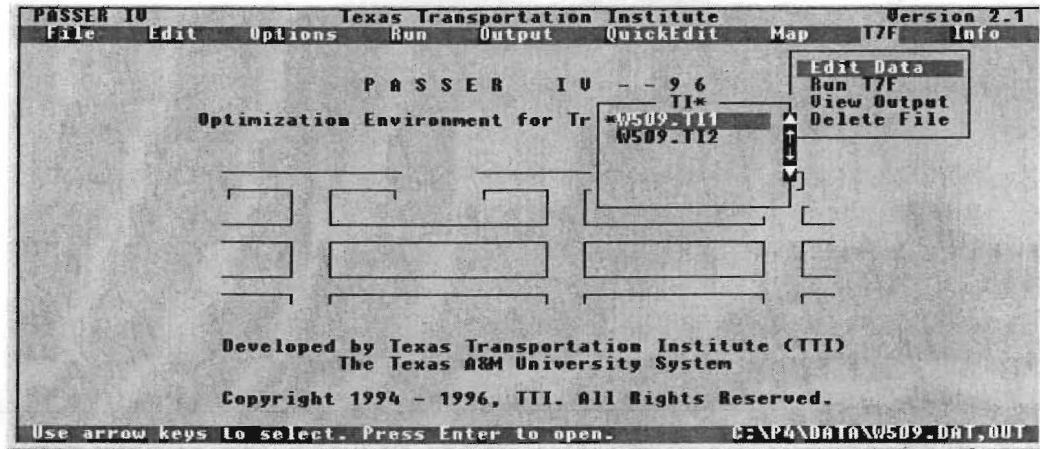 PASSER IV Texas Transportation Institute Version 2.1
File Edit Options Run Output QuickEdit Map T7F Info
Edit Data
Run T7F
View Output
Delete File
P A S S E R I V - - 9 6
TI*
Optimization Environment for Tr
*W509.TI1
W509.TI2
Developed by Texas Transportation Institute (TTI)
The Texas A&M University System
Copyright 1994 - 1996, TTI. All Rights Reserved.
Use arrow keys to select. Press Enter to open. C:\P4\DATA\W509.DAT,OUT